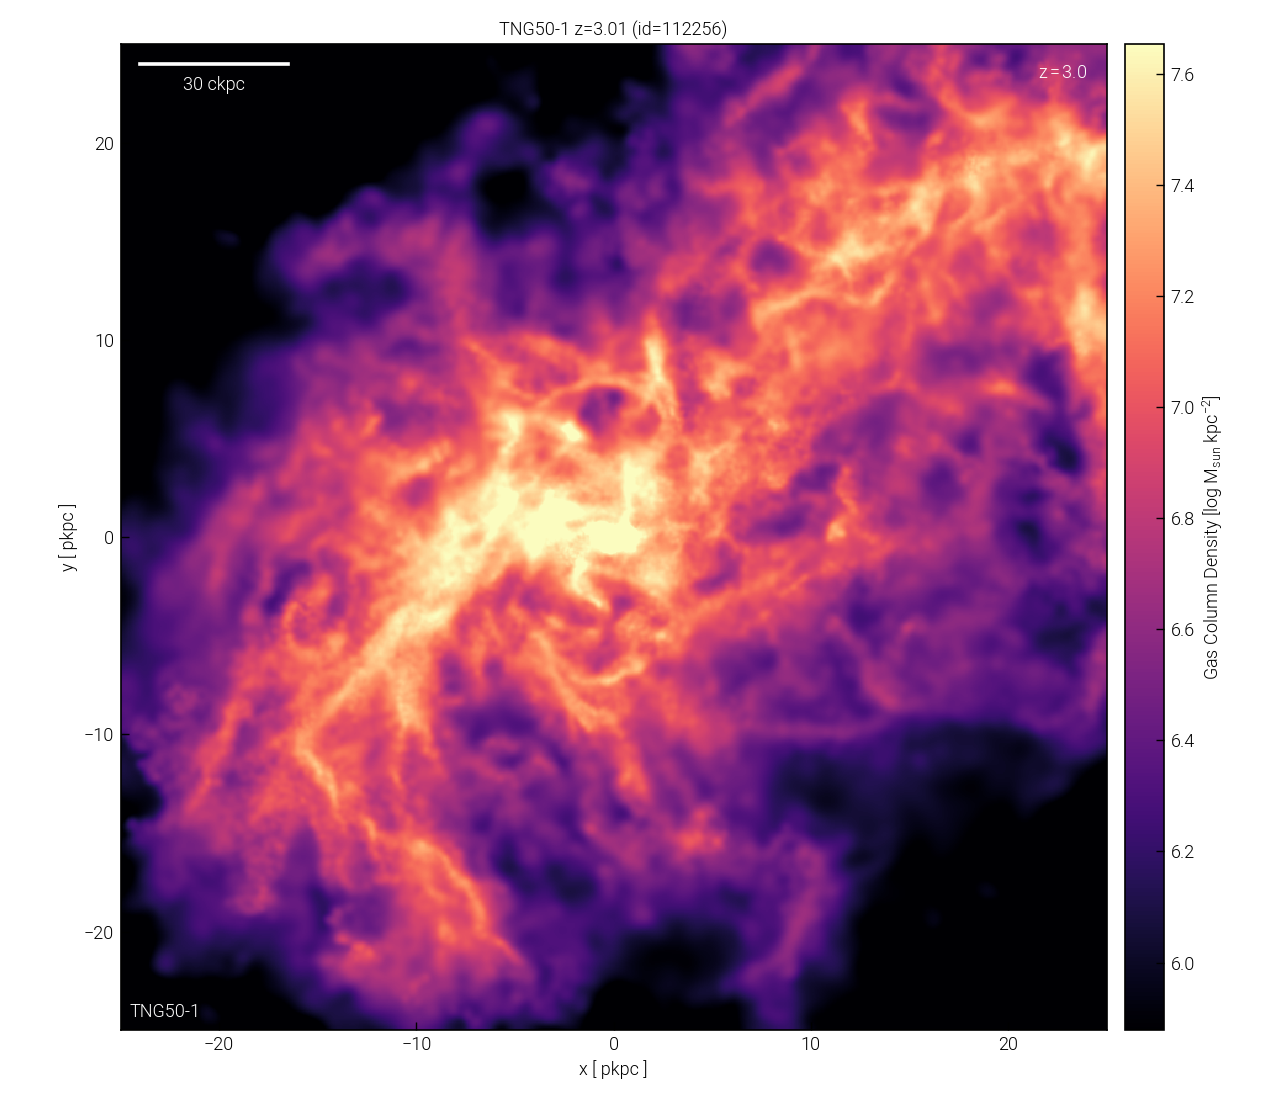 TNG50-1 z=3.01 (id=112256)
30 ckpc
z=3.0
TNG50-1
y [ pkpc ]
20
10
0
−10
−20
−20
−10
0
10
20
x [ pkpc ]
7.6
7.4
7.2
7.0
6.8
6.6
6.4
6.2
6.0
Gas Column Density [log M_sun kpc⁻²]